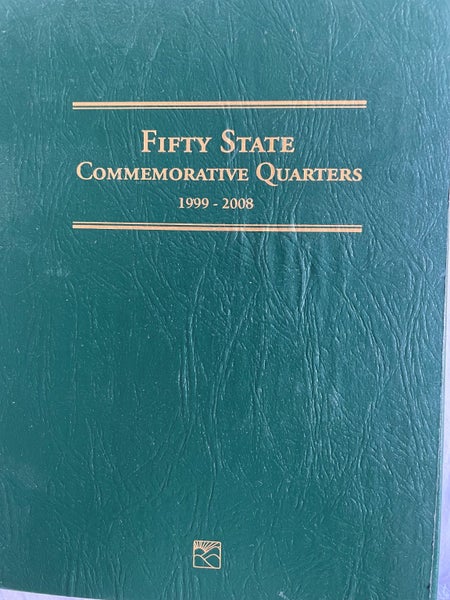 FIFTY STATE
COMMEMORATIVE QUARTERS
1999 - 2008